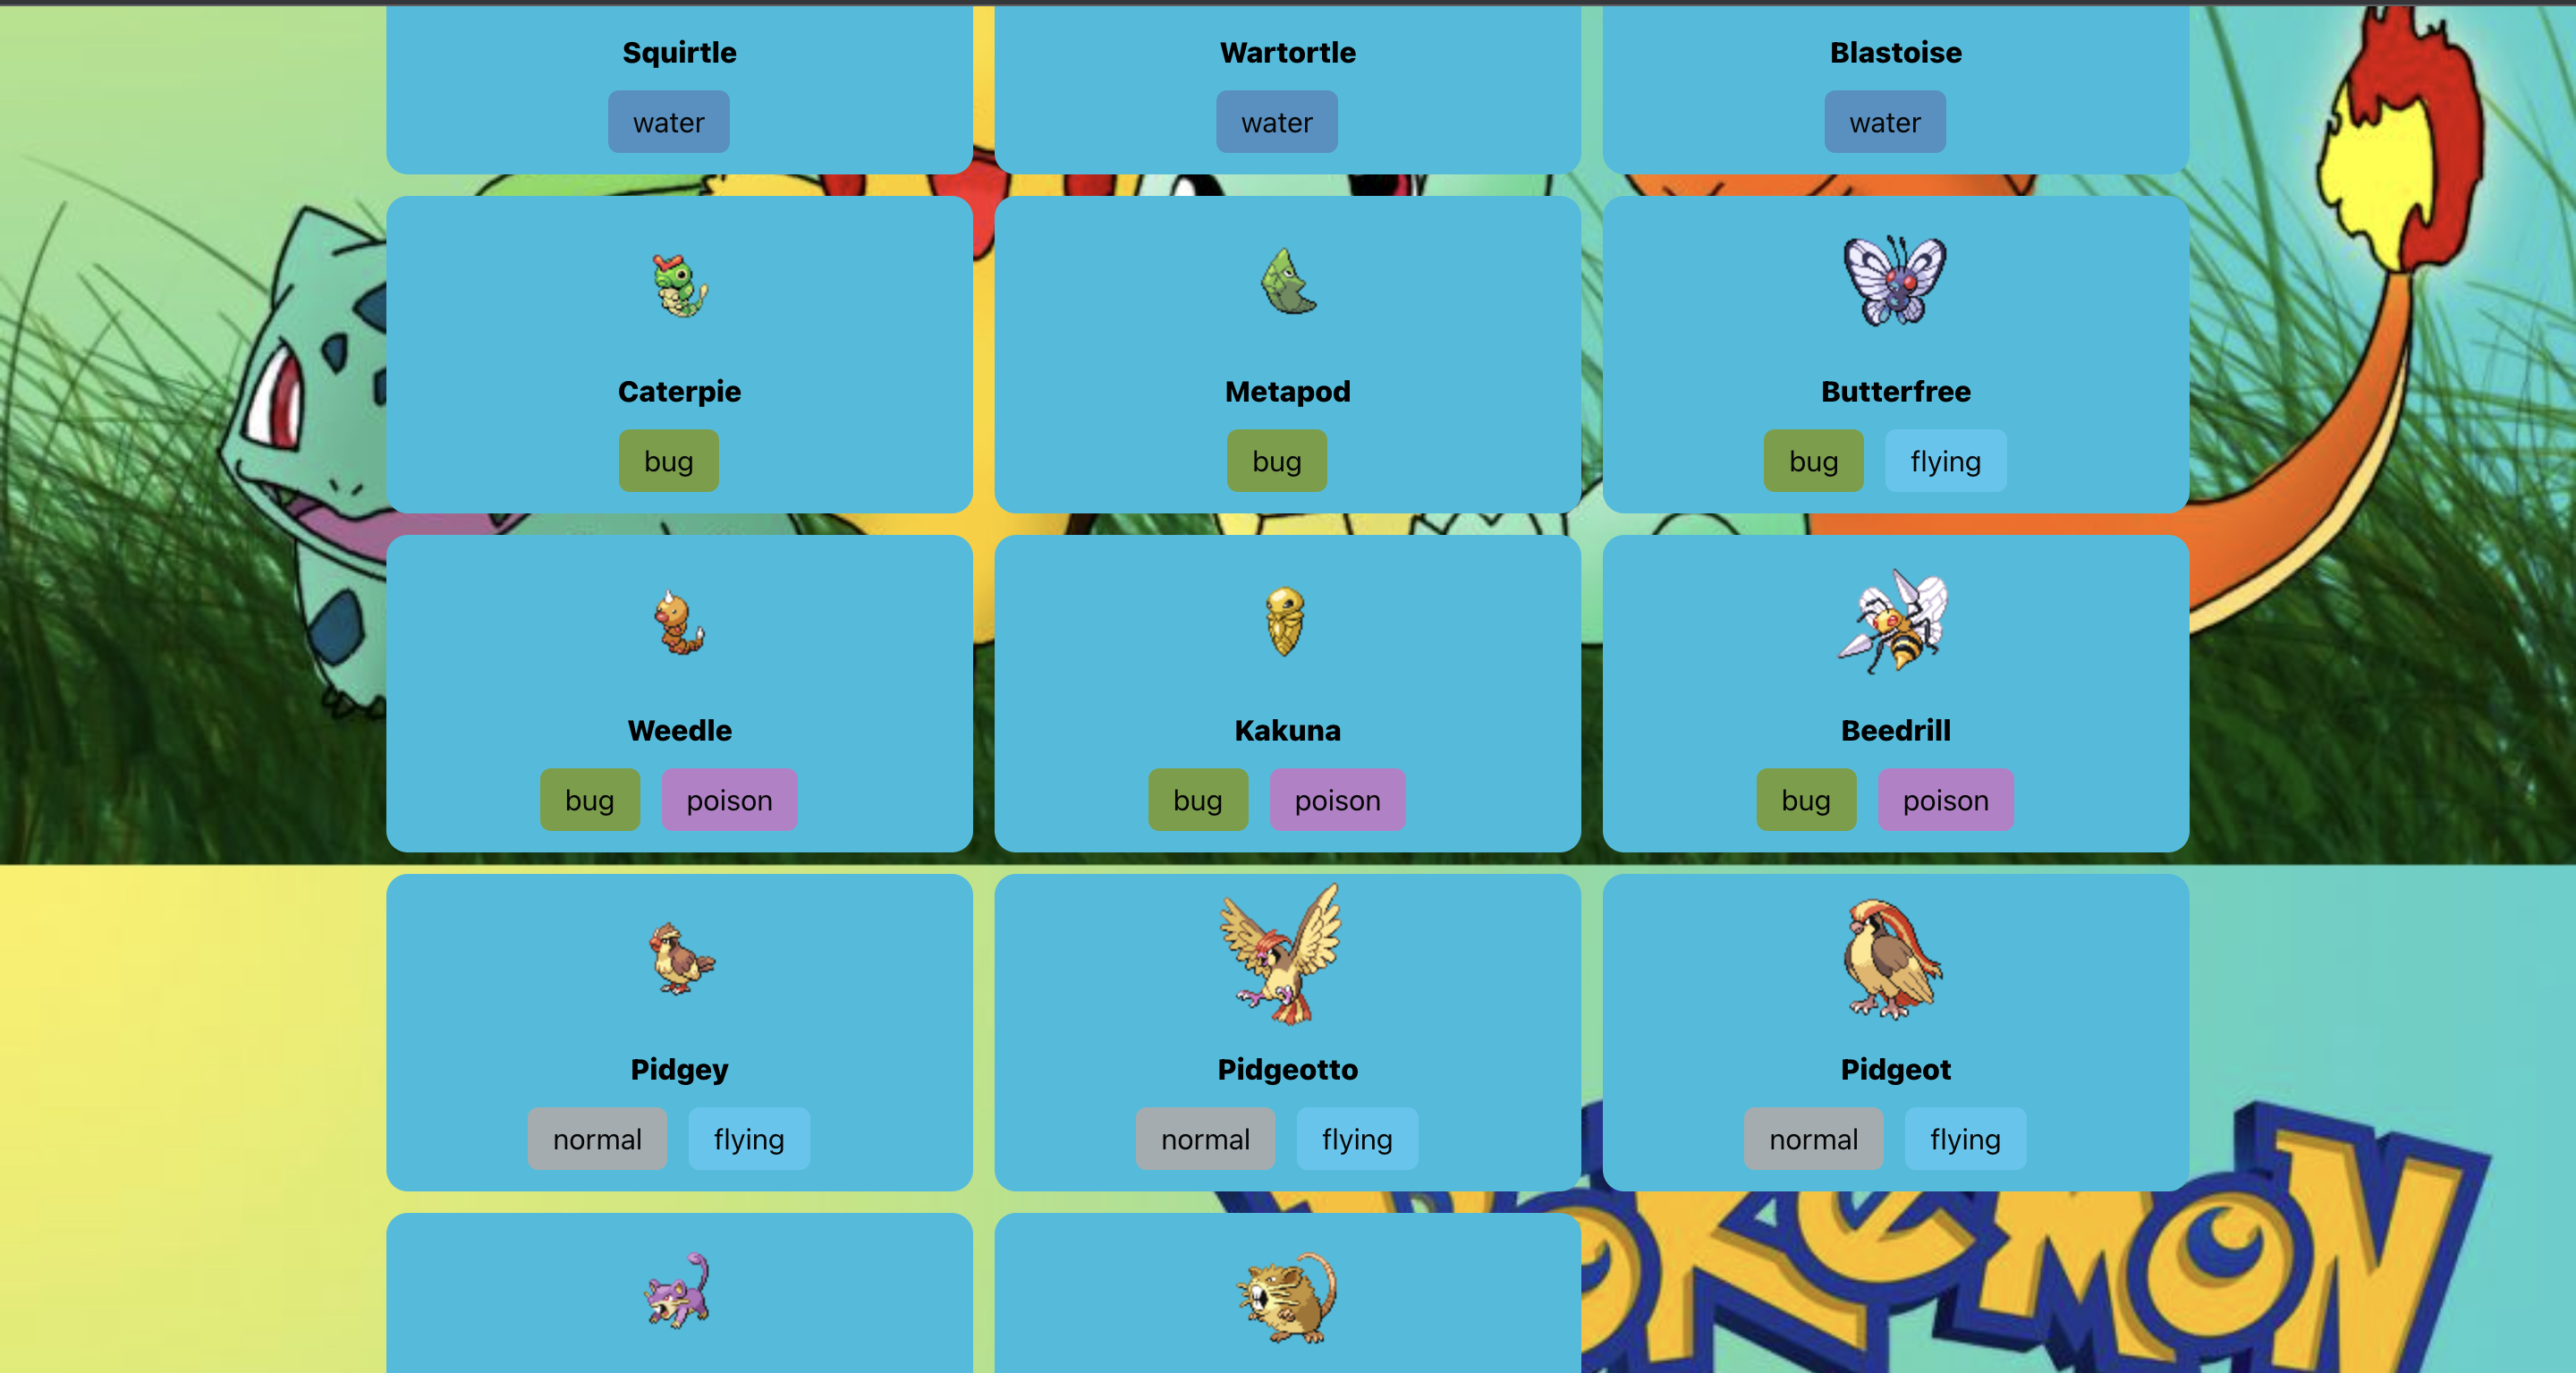 Squirtle
Wartortle
Blastoise
water
water
water
Caterpie
Metapod
Butterfree
bug
bug
bug
flying
Weedle
Kakuna
Beedrill
bug
poison
bug
poison
bug
poison
Pidgey
Pidgeotto
Pidgeot
normal
flying
normal
flying
normal
flying
POKéMON